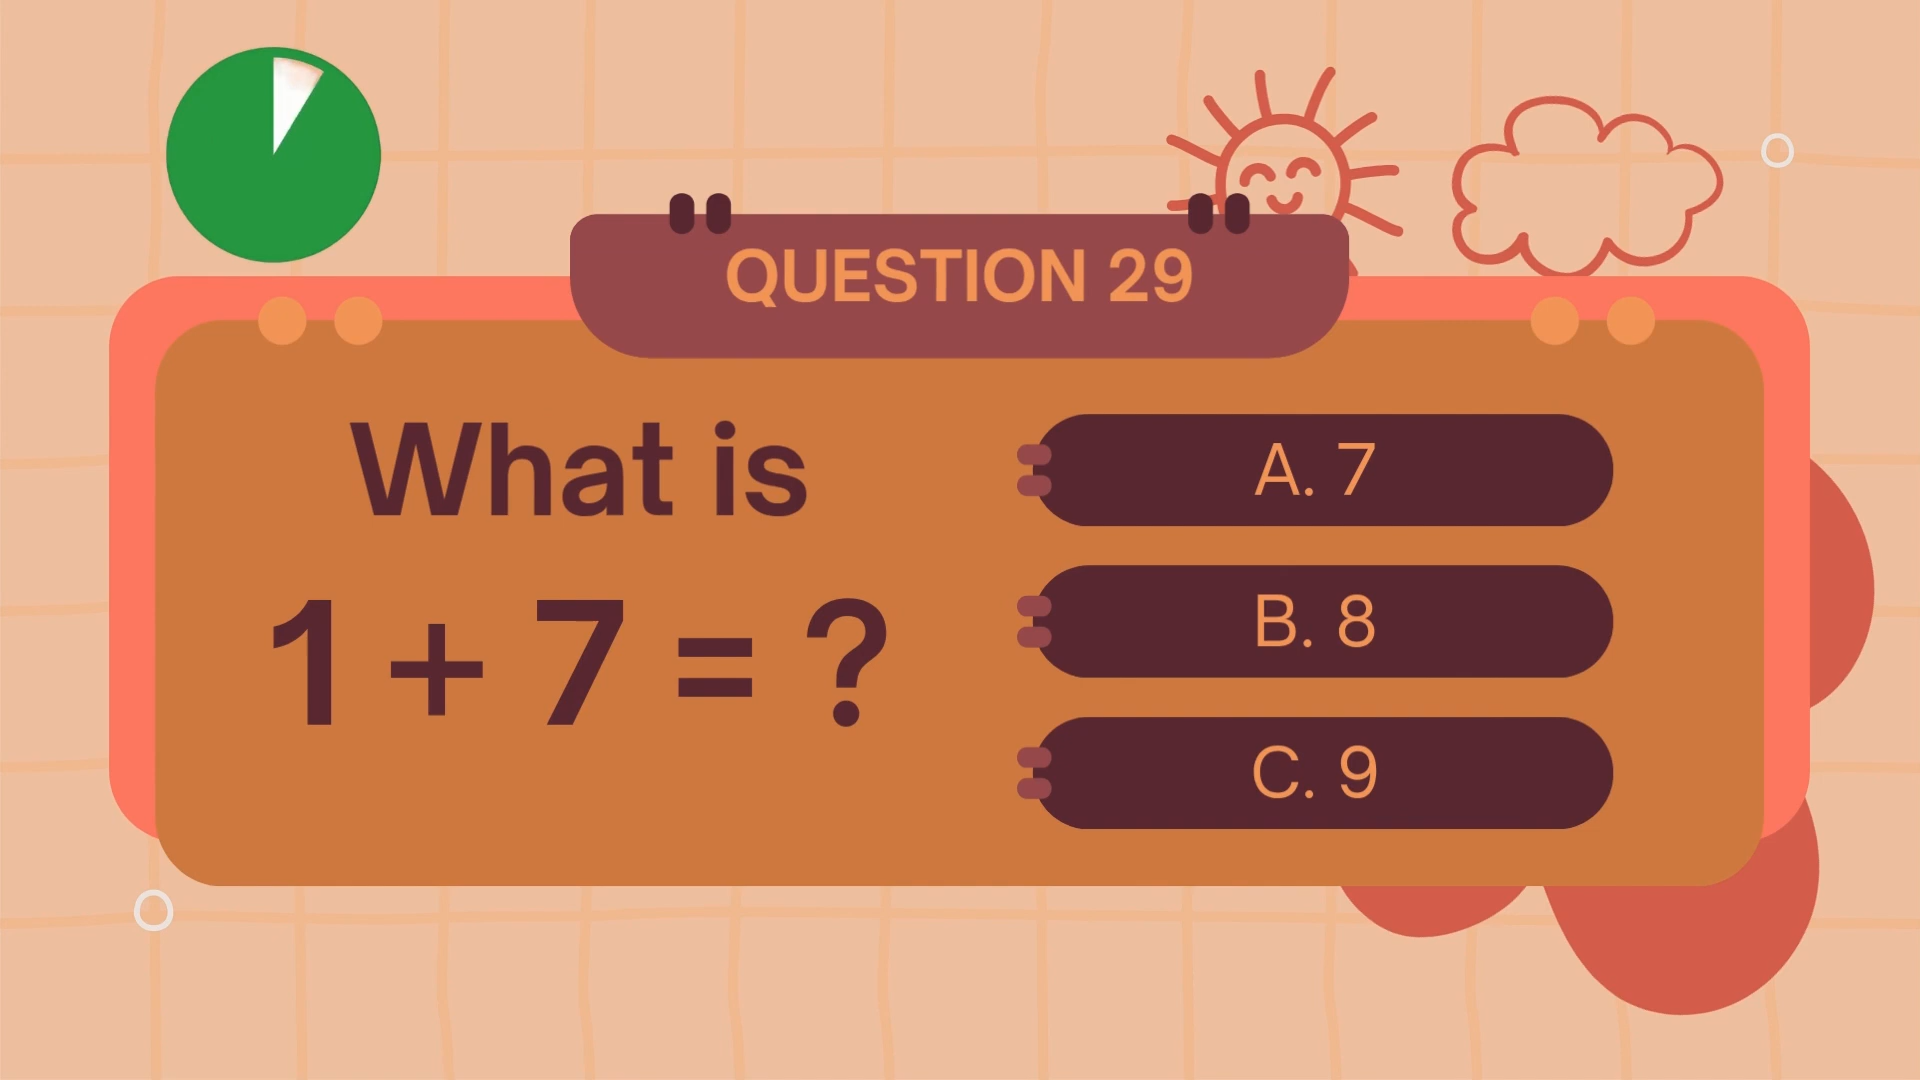 QUESTION 29
What is
1 + 7 = ?
A. 7
B. 8
C. 9